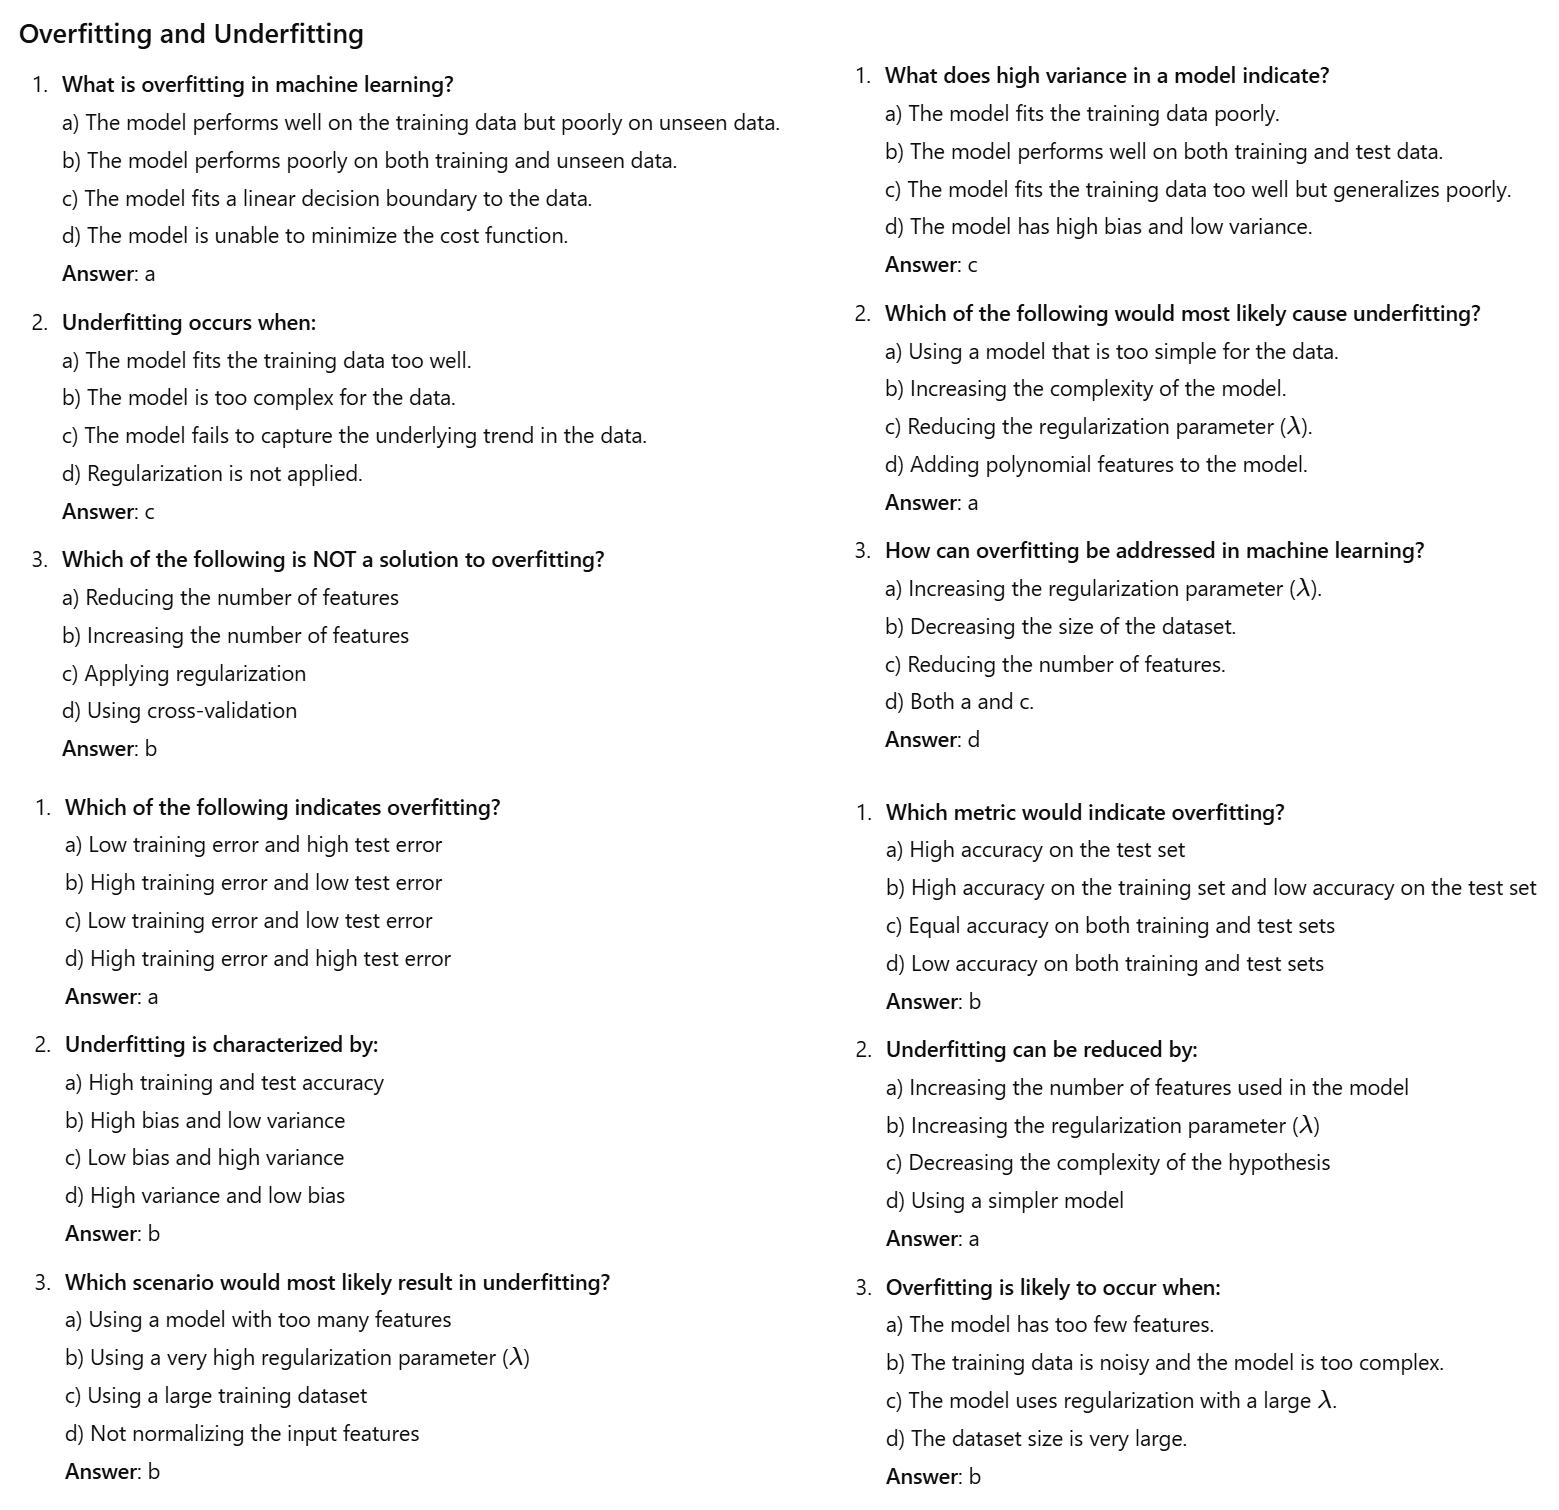 Overfitting and Underfitting
1. What is overfitting in machine learning?
a) The model performs well on the training data but poorly on unseen data.
b) The model performs poorly on both training and unseen data.
c) The model fits a linear decision boundary to the data.
d) The model is unable to minimize the cost function.
Answer: a
2. Underfitting occurs when:
a) The model fits the training data too well.
b) The model is too complex for the data.
c) The model fails to capture the underlying trend in the data.
d) Regularization is not applied.
Answer: c
3. Which of the following is NOT a solution to overfitting?
a) Reducing the number of features
b) Increasing the number of features
c) Applying regularization
d) Using cross-validation
Answer: b
1. What does high variance in a model indicate?
a) The model fits the training data poorly.
b) The model performs well on both training and test data.
c) The model fits the training data too well but generalizes poorly.
d) The model has high bias and low variance.
Answer: c
2. Which of the following would most likely cause underfitting?
a) Using a model that is too simple for the data.
b) Increasing the complexity of the model.
c) Reducing the regularization parameter (λ).
d) Adding polynomial features to the model.
Answer: a
3. How can overfitting be addressed in machine learning?
a) Increasing the regularization parameter (λ).
b) Decreasing the size of the dataset.
c) Reducing the number of features.
d) Both a and c.
Answer: d
1. Which of the following indicates overfitting?
a) Low training error and high test error
b) High training error and low test error
c) Low training error and low test error
d) High training error and high test error
Answer: a
2. Underfitting is characterized by:
a) High training and test accuracy
b) High bias and low variance
c) Low bias and high variance
d) High variance and low bias
Answer: b
3. Which scenario would most likely result in underfitting?
a) Using a model with too many features
b) Using a very high regularization parameter (λ)
c) Using a large training dataset
d) Not normalizing the input features
Answer: b
1. Which metric would indicate overfitting?
a) High accuracy on the test set
b) High accuracy on the training set and low accuracy on the test set
c) Equal accuracy on both training and test sets
d) Low accuracy on both training and test sets
Answer: b
2. Underfitting can be reduced by:
a) Increasing the number of features used in the model
b) Increasing the regularization parameter (λ)
c) Decreasing the complexity of the hypothesis
d) Using a simpler model
Answer: a
3. Overfitting is likely to occur when:
a) The model has too few features.
b) The training data is noisy and the model is too complex.
c) The model uses regularization with a large λ.
d) The dataset size is very large.
Answer: b